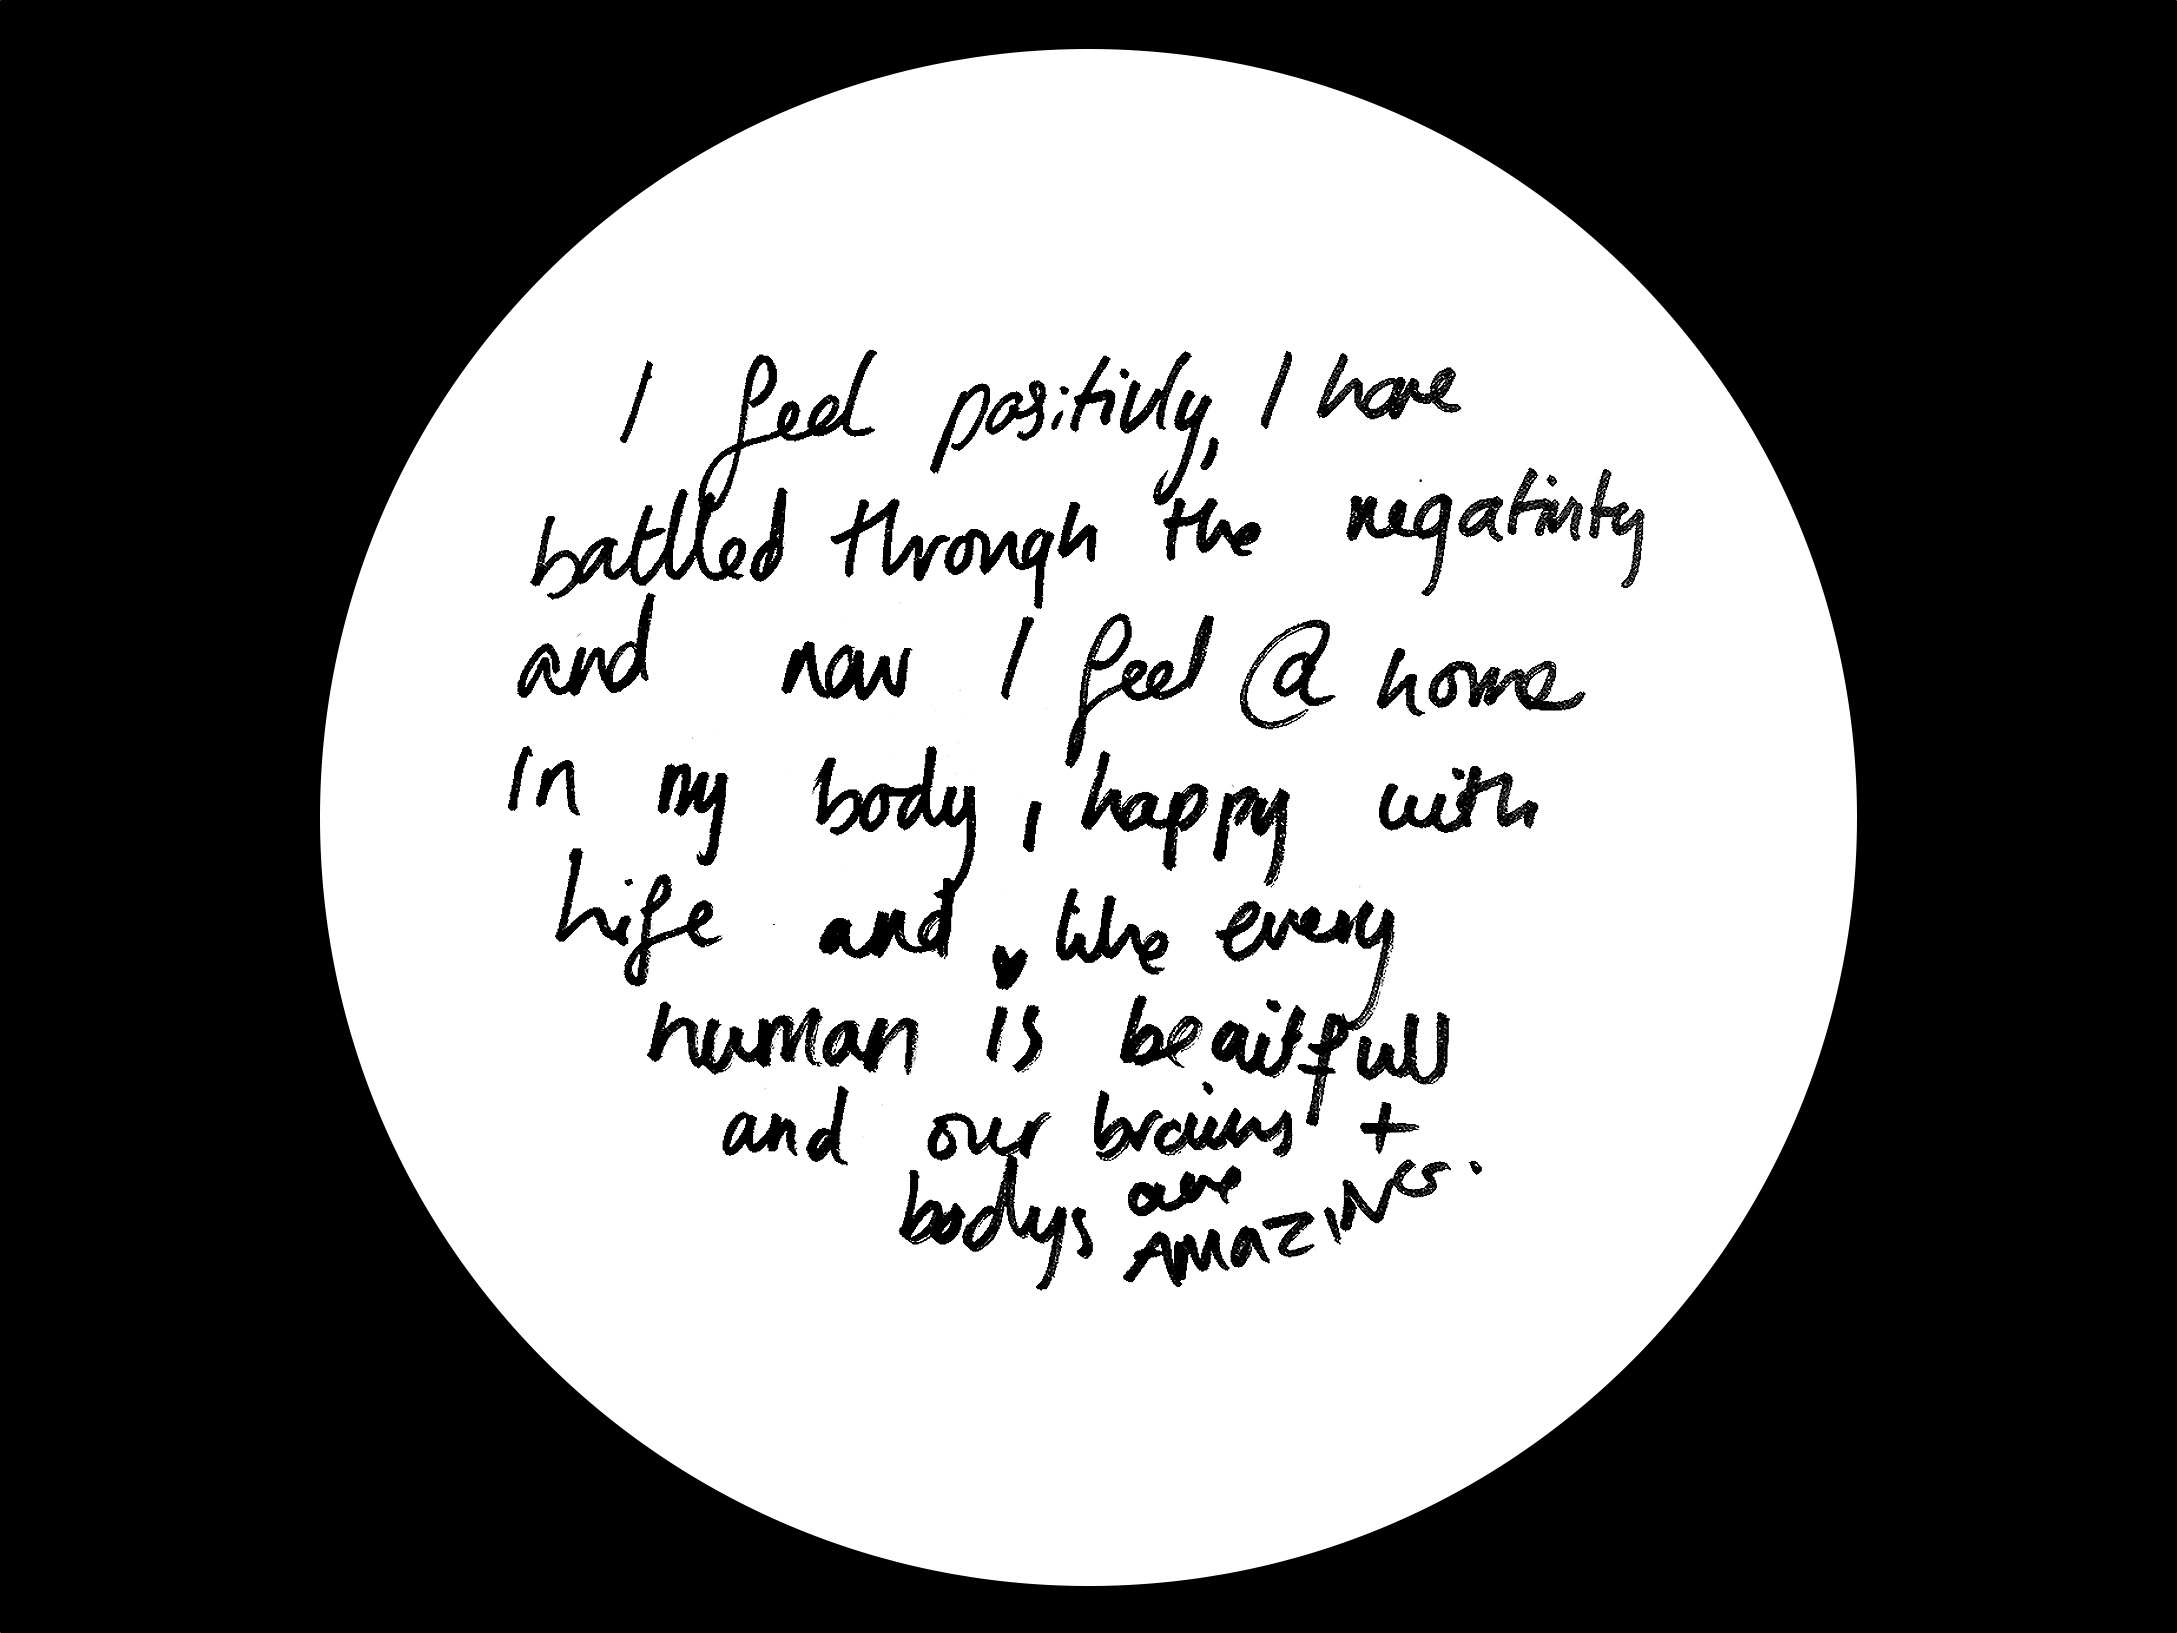 I feel positivly, I have
battled through the negativity
and now I feel @ home
in my body, happy with
Life and ♥ like every
human is beaitfull
and our brains +
bodys are
AMAZING.